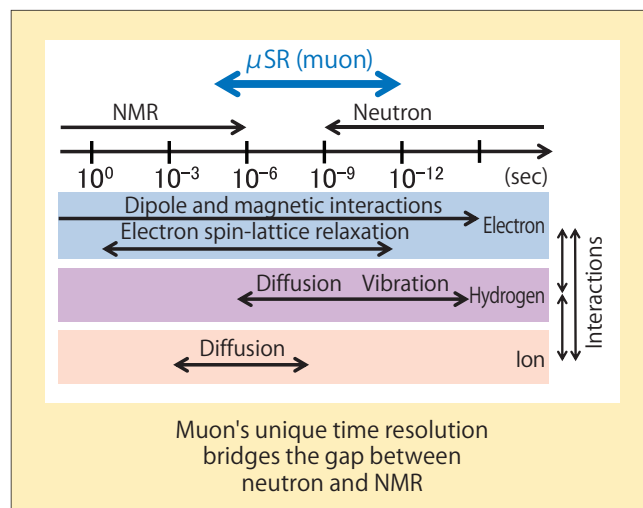 μSR (muon)
NMR
Neutron
10⁰ 10⁻³ 10⁻⁶ 10⁻⁹ 10⁻¹² (sec)
Dipole and magnetic interactions
Electron
Electron spin-lattice relaxation
Diffusion Vibration
Hydrogen
Diffusion
Ion
Interactions
Muon's unique time resolution
bridges the gap between
neutron and NMR